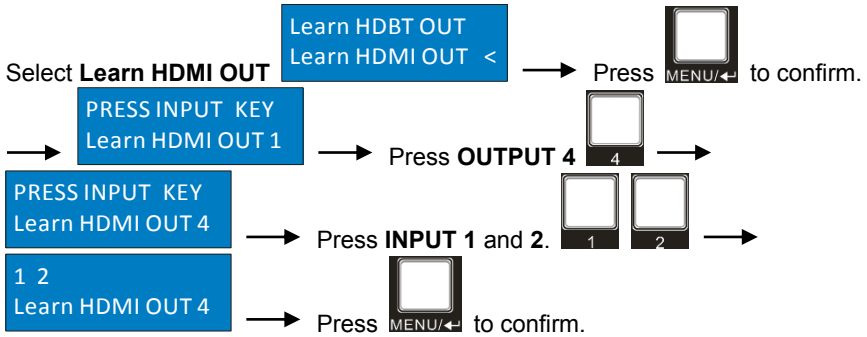 Learn HDBT OUT
Learn HDMI OUT <
Select Learn HDMI OUT Press MENU/↵ to confirm.
PRESS INPUT KEY
Learn HDMI OUT 1
Press OUTPUT 4 4
PRESS INPUT KEY
Learn HDMI OUT 4
Press INPUT 1 and 2. 1 2
1 2
Learn HDMI OUT 4
Press MENU/↵ to confirm.